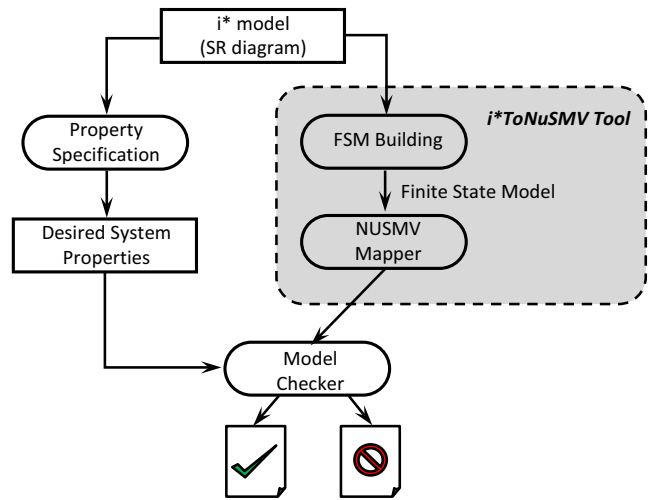 i* model
(SR diagram)
i*ToNuSMV Tool
Property
Specification
FSM Building
Finite State Model
Desired System
Properties
NUSMV
Mapper
Model
Checker